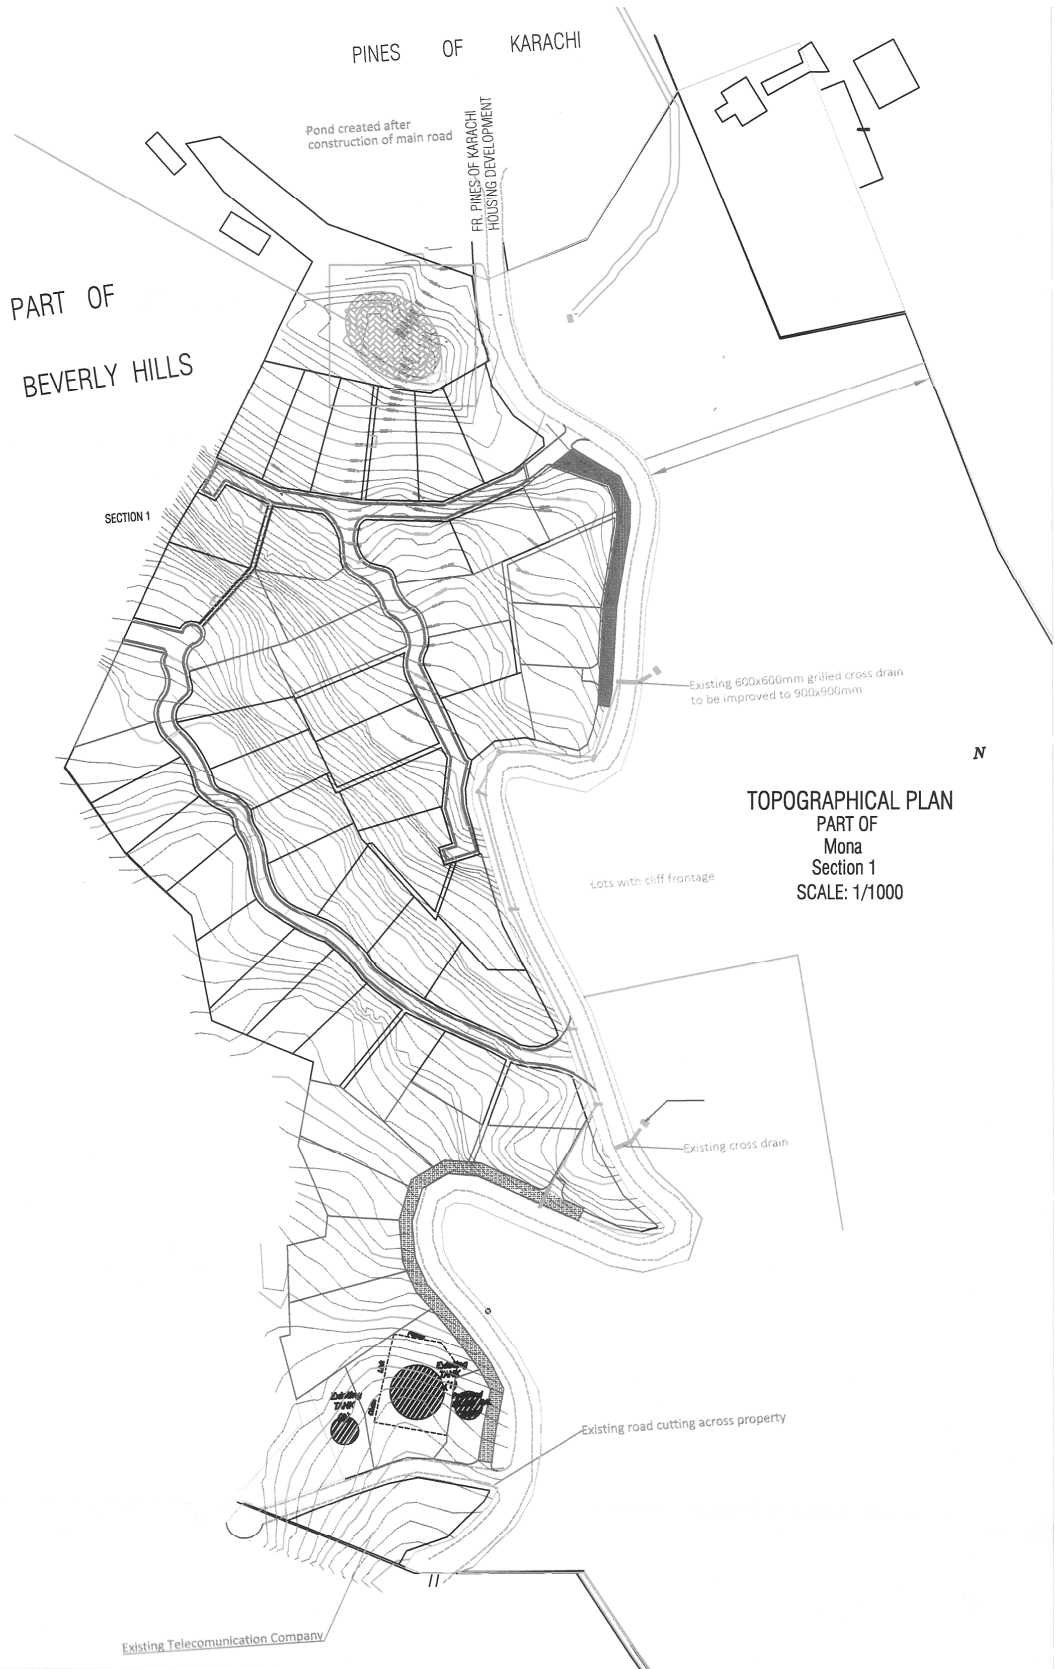 PINES OF KARACHI
Pond created after
construction of main road
FR. PINES OF KARACHI
HOUSING DEVELOPMENT
PART OF
BEVERLY HILLS
SECTION 1
Existing 600x600mm grilled cross drain
to be improved to 900x900mm
N
TOPOGRAPHICAL PLAN
PART OF
Mona
Section 1
SCALE: 1/1000
Lots with cliff frontage
Existing cross drain
Existing
TANK
Existing
TANK
Existing road cutting across property
Existing Telecomunication Company